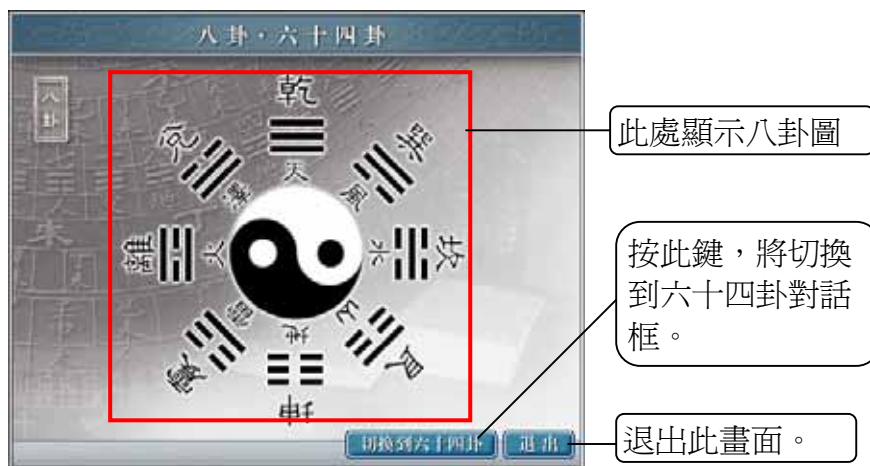 八卦·六十四卦
八卦
乾
兌
巽
天
澤
風
離
火
水
坎
雷
山
地
震
艮
坤
切換到六十四卦
退出
此處顯示八卦圖
按此鍵，將切換
到六十四卦對話
框。
退出此畫面。